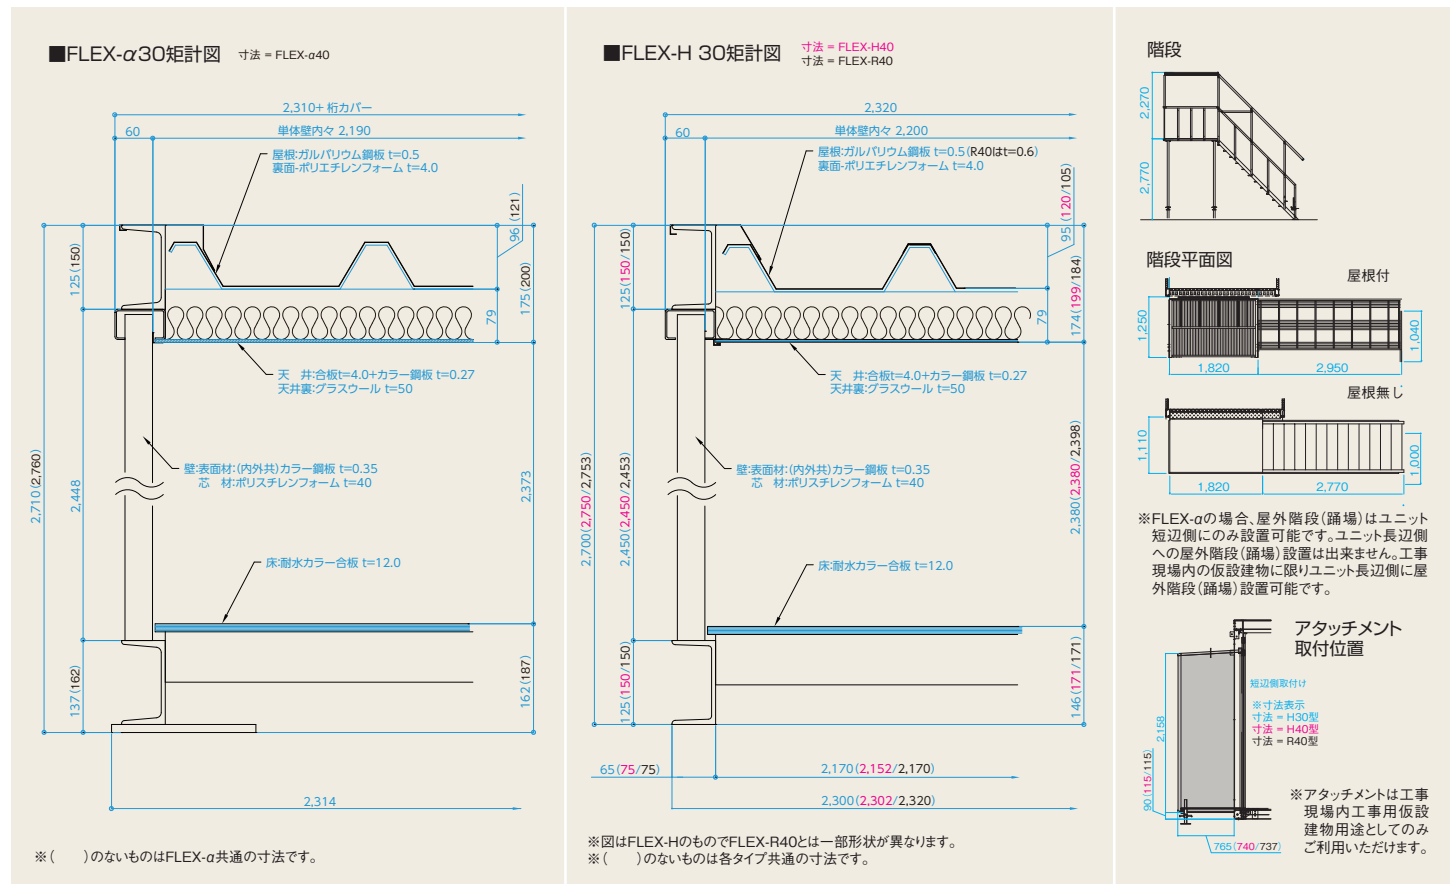 ■FLEX-α30矩計図 寸法 = FLEX-α40
2,310+ 桁カバー
60 単体壁内々 2,190
屋根:ガルバリウム鋼板 t=0.5
裏面-ポリエチレンフォーム t=4.0
96 (121)
125 (150)
175 (200)
79
天 井:合板t=4.0+カラー鋼板 t=0.27
天井裏:グラスウール t=50
2,710 (2,760)
2,448
壁:表面材:(内外共)カラー鋼板 t=0.35
芯 材:ポリスチレンフォーム t=40
2,373
床:耐水カラー合板 t=12.0
137 (162)
162 (187)
2,314
※( )のないものはFLEX-α共通の寸法です。
■FLEX-H 30矩計図
寸法 = FLEX-H40
寸法 = FLEX-R40
2,320
60 単体壁内々 2,200
屋根:ガルバリウム鋼板 t=0.5(R40はt=0.6)
裏面-ポリエチレンフォーム t=4.0
95 (120/105)
125 (150/150)
174 (199/184)
79
天 井:合板t=4.0+カラー鋼板 t=0.27
天井裏:グラスウール t=50
2,700 (2,750/2,753)
2,450 (2,450/2,453)
壁:表面材:(内外共)カラー鋼板 t=0.35
芯 材:ポリスチレンフォーム t=40
2,380 (2,380/2,398)
床:耐水カラー合板 t=12.0
125 (150/150)
146 (171/171)
65 (75/75)
2,170 (2,152/2,170)
2,300 (2,302/2,320)
※図はFLEX-HのものでFLEX-R40とは一部形状が異なります。
※( )のないものは各タイプ共通の寸法です。
階段
2,270
2,770
階段平面図
屋根付
1,250
1,040
1,820 2,950
屋根無し
1,110
1,000
1,820 2,770
※FLEX-αの場合、屋外階段(踊場)はユニット
短辺側にのみ設置可能です。ユニット長辺側
への屋外階段(踊場)設置は出来ません。工事
現場内の仮設建物に限りユニット長辺側に屋
外階段(踊場)設置可能です。
アタッチメント
取付位置
短辺側取付け
※寸法表示
寸法 = H30型
寸法 = H40型
寸法 = R40型
2,158
90 (115/115)
765 (740/737)
※アタッチメントは工事
現場内工事用仮設
建物用途としてのみ
ご利用いただけます。